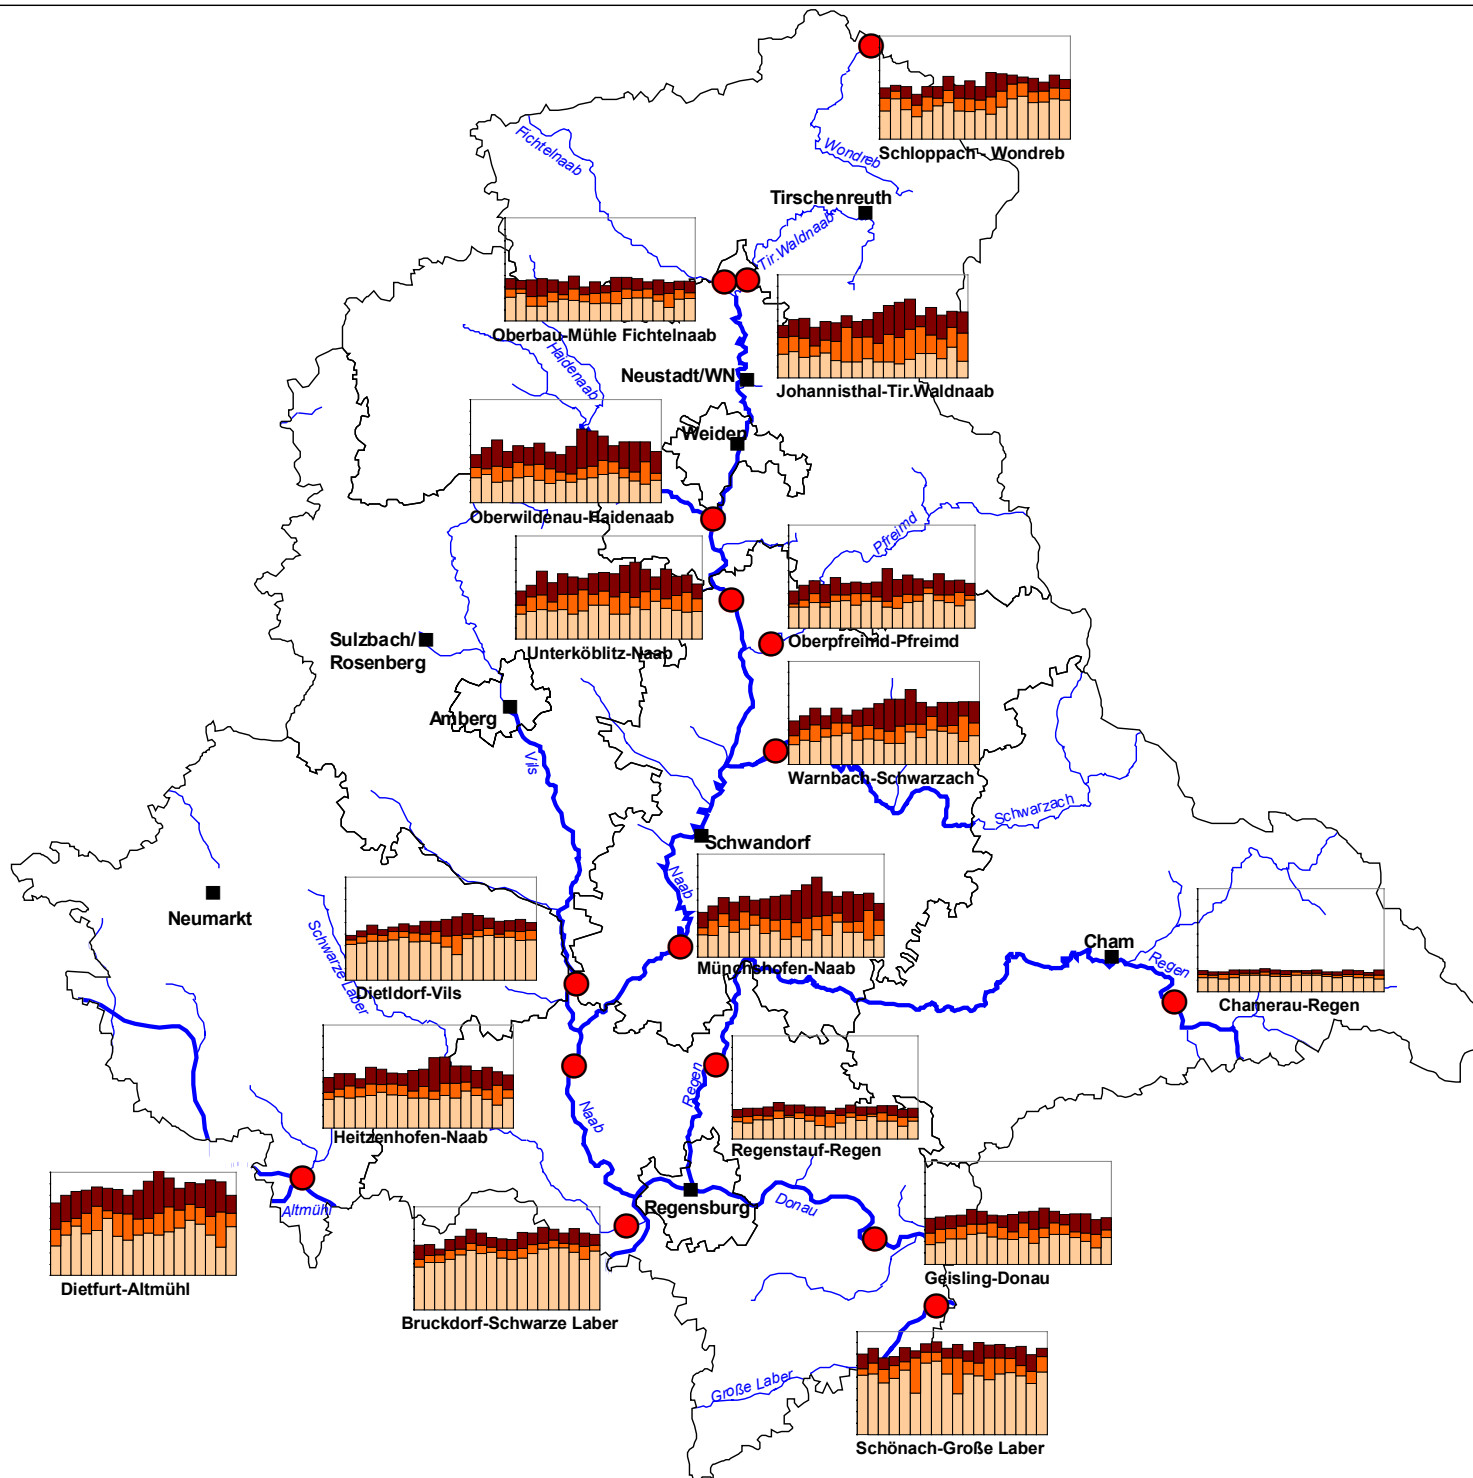 Fichtelnaab
Wondreb
Schloppach - Wondreb
Tirschenreuth
Tir.Waldnaab
Oberbau-Mühle Fichtelnaab
Haidenaab
Neustadt/WN
Johannisthal-Tir.Waldnaab
Weiden
Oberwildenau-Haidenaab
Pfreimd
Sulzbach/
Rosenberg
Unterköblitz-Naab
Oberpfreimd-Pfreimd
Amberg
Vils
Warnbach-Schwarzach
Schwarzach
Schwandorf
Naab
Neumarkt
Schwarze Laber
Dietldorf-Vils
Münchshofen-Naab
Cham
Regen
Chamerau-Regen
Regen
Naab
Heitzenhofen-Naab
Regenstauf-Regen
Altmühl
Regensburg
Donau
Dietfurt-Altmühl
Geisling-Donau
Bruckdorf-Schwarze Laber
Große Laber
Schönach-Große Laber